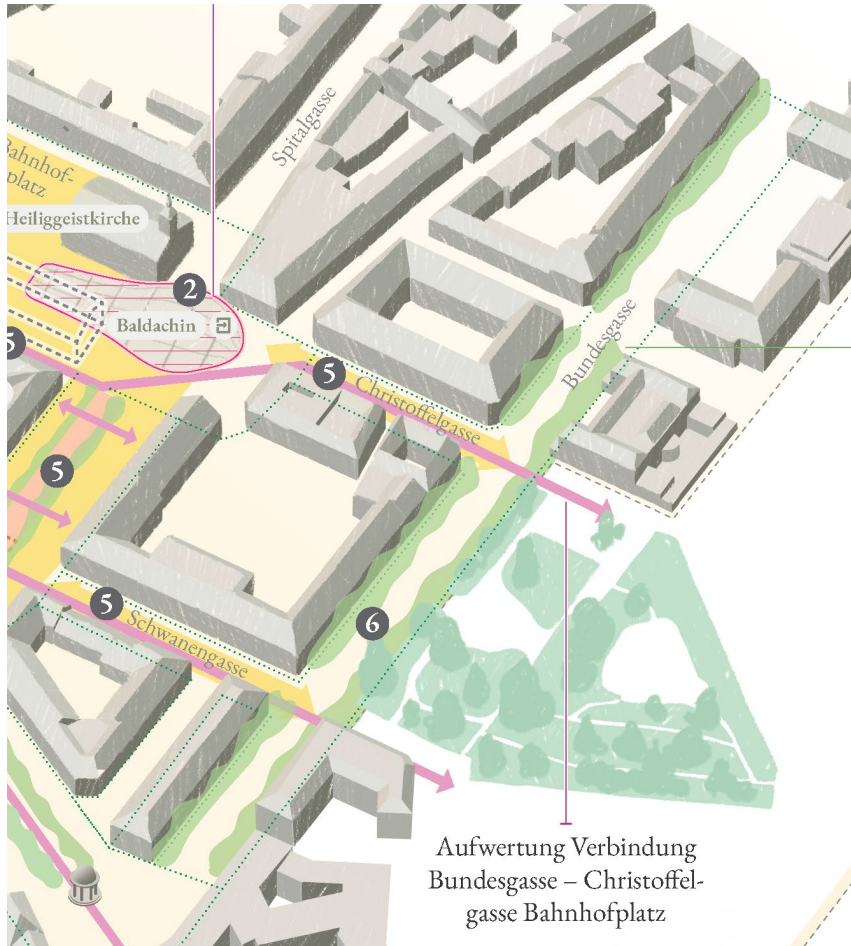 Spitalgasse
Bahnhof-
platz
Heiliggeistkirche
2
Baldachin
5
5
Christoffelgasse
Bundesgasse
5
5
Schwanengasse
6
Aufwertung Verbindung
Bundesgasse – Christoffel-
gasse Bahnhofplatz